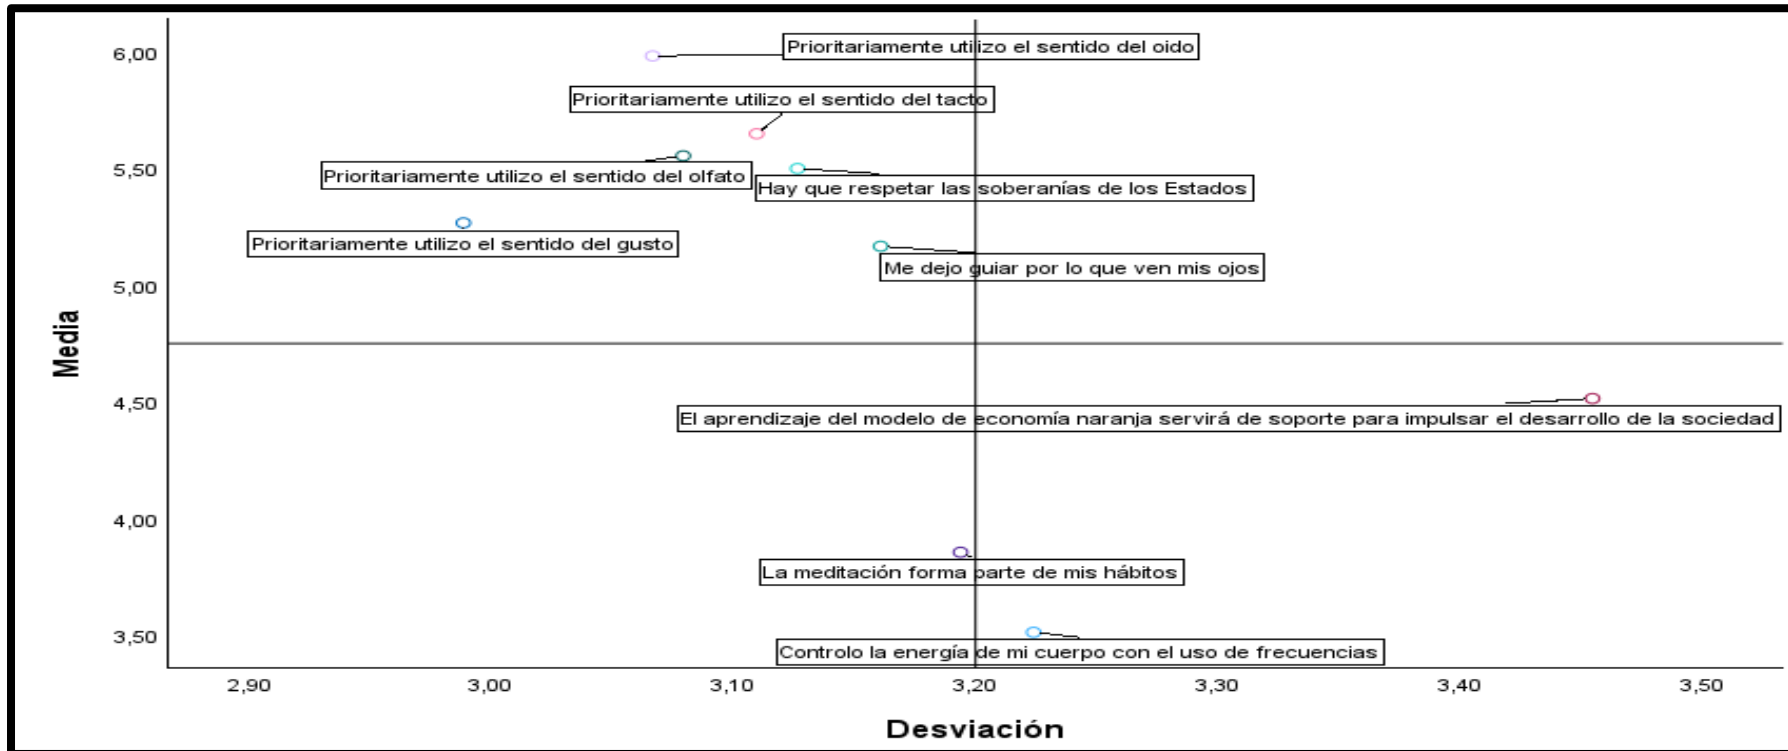 6,00
Prioritariamente utilizo el sentido del oido
Prioritariamente utilizo el sentido del tacto
5,50
Prioritariamente utilizo el sentido del olfato
Hay que respetar las soberanías de los Estados
Prioritariamente utilizo el sentido del gusto
Me dejo guiar por lo que ven mis ojos
5,00
Media
4,50
El aprendizaje del modelo de economía naranja servirá de soporte para impulsar el desarrollo de la sociedad
4,00
La meditación forma parte de mis hábitos
3,50
Controlo la energía de mi cuerpo con el uso de frecuencias
2,90 3,00 3,10 3,20 3,30 3,40 3,50
Desviación